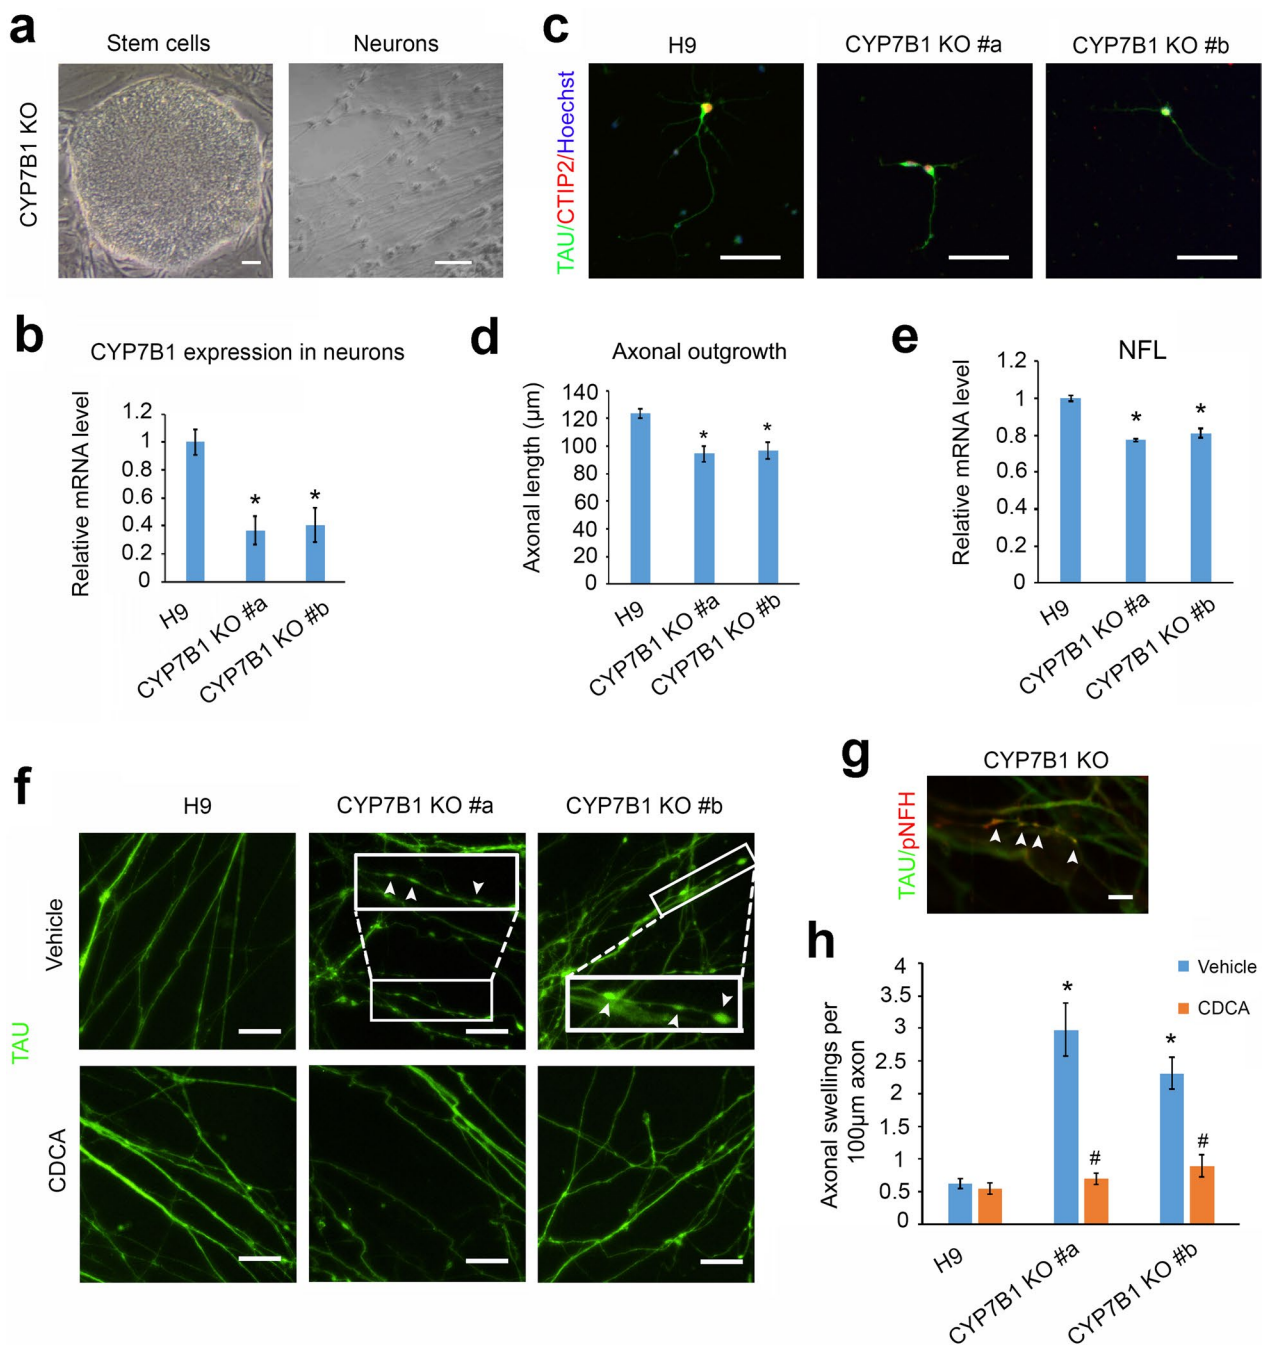 a
Stem cells
Neurons
CYP7B1 KO
c
H9
CYP7B1 KO #a
CYP7B1 KO #b
TAU/CTIP2/Hoechst
b
CYP7B1 expression in neurons
Relative mRNA level
1.2
1
0.8
0.6
0.4
0.2
0
*
*
H9
CYP7B1 KO #a
CYP7B1 KO #b
d
Axonal outgrowth
Axonal length (µm)
140
120
100
80
60
40
20
0
*
*
H9
CYP7B1 KO #a
CYP7B1 KO #b
e
NFL
Relative mRNA level
1.2
1
0.8
0.6
0.4
0.2
0
*
*
H9
CYP7B1 KO #a
CYP7B1 KO #b
f
H9
CYP7B1 KO #a
CYP7B1 KO #b
Vehicle
TAU
CDCA
g
CYP7B1 KO
TAU/pNFH
h
Axonal swellings per
100µm axon
4
3.5
3
2.5
2
1.5
1
0.5
0
*
#
*
#
Vehicle
CDCA
H9
CYP7B1 KO #a
CYP7B1 KO #b